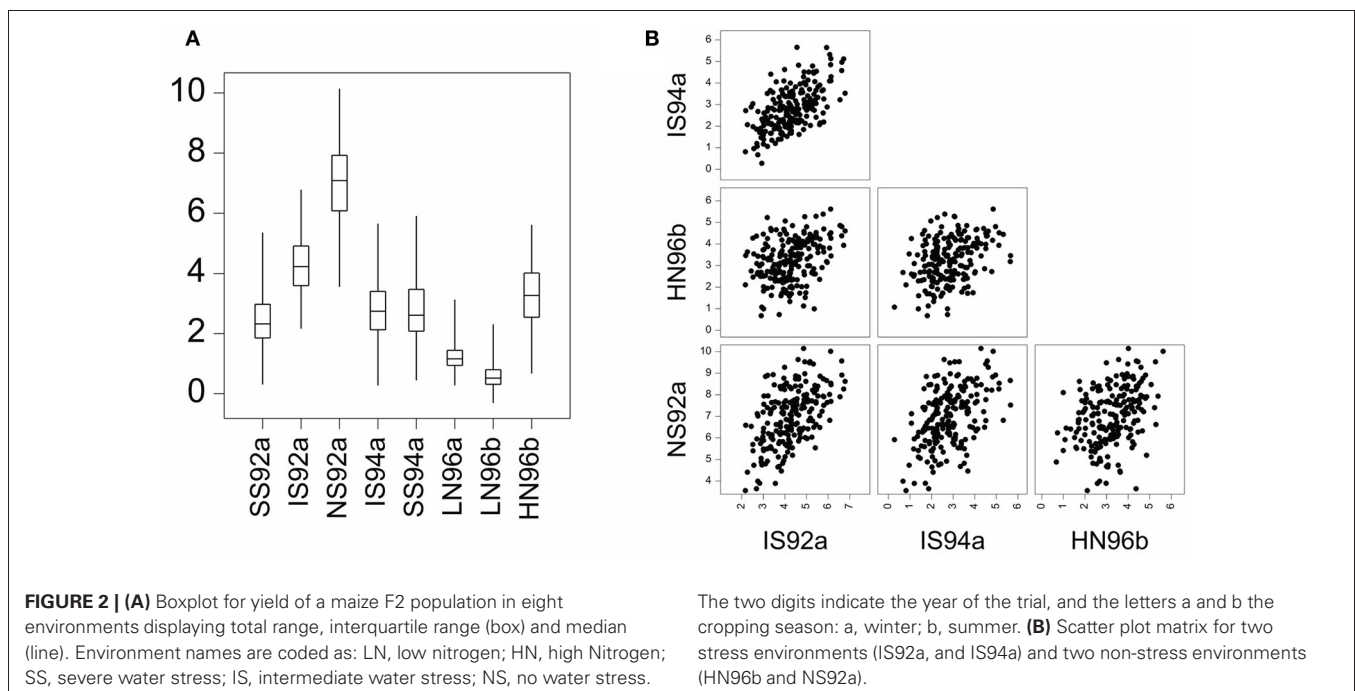 A
10
8
6
4
2
0
SS92a
IS92a
NS92a
IS94a
SS94a
LN96a
LN96b
HN96b
B
IS94a
6
5
4
3
2
1
0
HN96b
6
5
4
3
2
1
0
NS92a
10
9
8
7
6
5
4
2 3 4 5 6 7
0 1 2 3 4 5 6
0 1 2 3 4 5 6
IS92a
IS94a
HN96b
FIGURE 2 | (A) Boxplot for yield of a maize F2 population in eight
environments displaying total range, interquartile range (box) and median
(line). Environment names are coded as: LN, low nitrogen; HN, high Nitrogen;
SS, severe water stress; IS, intermediate water stress; NS, no water stress.
The two digits indicate the year of the trial, and the letters a and b the
cropping season: a, winter; b, summer. (B) Scatter plot matrix for two
stress environments (IS92a, and IS94a) and two non-stress environments
(HN96b and NS92a).